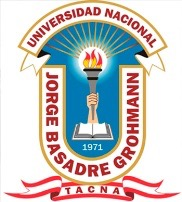 UNIVERSIDAD NACIONAL
JORGE BASADRE GROHMANN
1971
TACNA